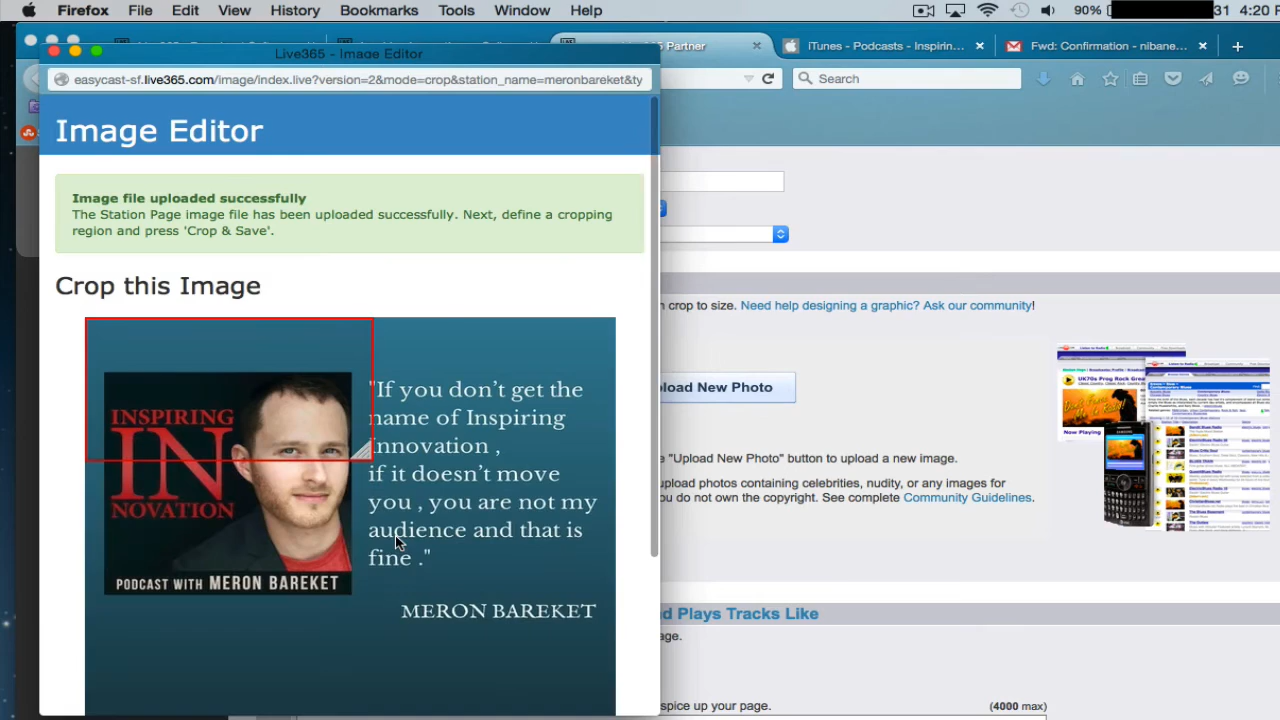 Firefox File Edit View History Bookmarks Tools Window Help 90% 31 4:20 P
Live365 - Image Editor
Partner
iTunes - Podcasts - Inspirin...
Fwd: Confirmation - nibane...
easycast-sf.live365.com/image/index.live?version=2&mode=crop&station_name=meronbareket&ty
Search
Image Editor
Image file uploaded successfully
The Station Page image file has been uploaded successfully. Next, define a cropping
region and press 'Crop & Save'.
Crop this Image
INSPIRING
IN
NOVATION
PODCAST WITH MERON BAREKET
"If you don't get the
name of inspiring
innovation ,
if it doesn't move
you , you are not my
audience and that is
fine ."
MERON BAREKET
n crop to size. Need help designing a graphic? Ask our community!
pload New Photo
e "Upload New Photo" button to upload a new image.
pload photos containing celebrities, nudity, or any images for
u do not own the copyright. See complete Community Guidelines.
d Plays Tracks Like
age.
spice up your page.
(4000 max)